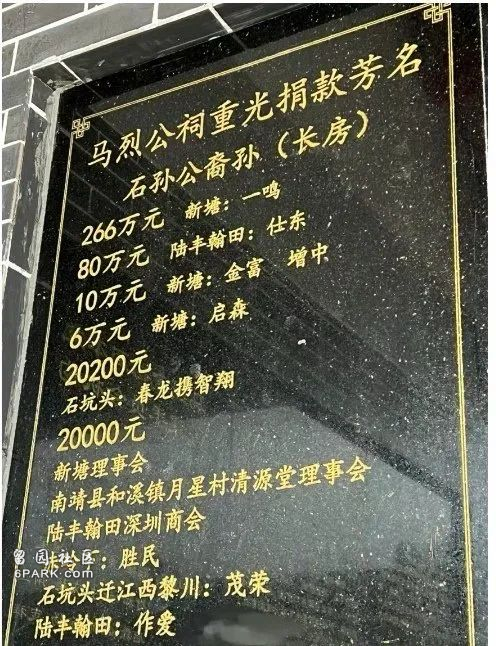 马烈公祠重光捐款芳名
石孙公裔孙（长房）
266万元 新塘：一鸣
80万元 陆丰翰田：仕东
10万元 新塘：金富 增中
6万元 新塘：启森
20200元
石坑头：春龙携智翔
20000元
新塘理事会
南靖县和溪镇月星村清源堂理事会
陆丰翰田深圳商会
：胜民
石坑头迁江西黎川：茂荣
陆丰翰田：作爱
留园社区
6PARK.com